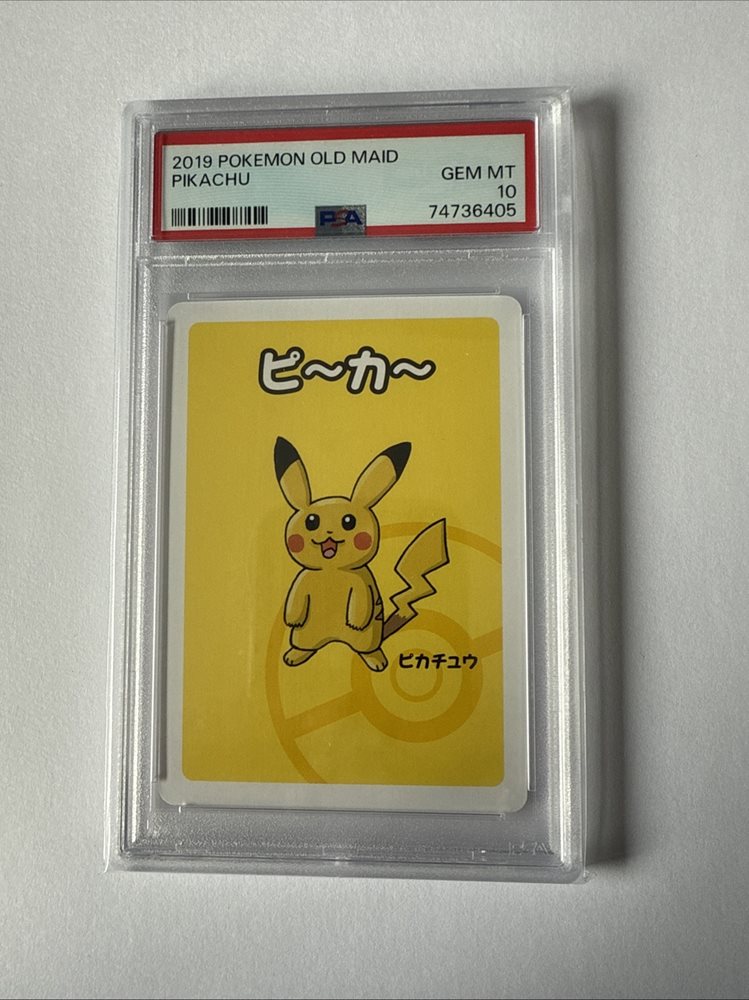 2019 POKEMON OLD MAID
PIKACHU
GEM MT
10
74736405
PSA
ピ〜カ〜
ピカチュウ